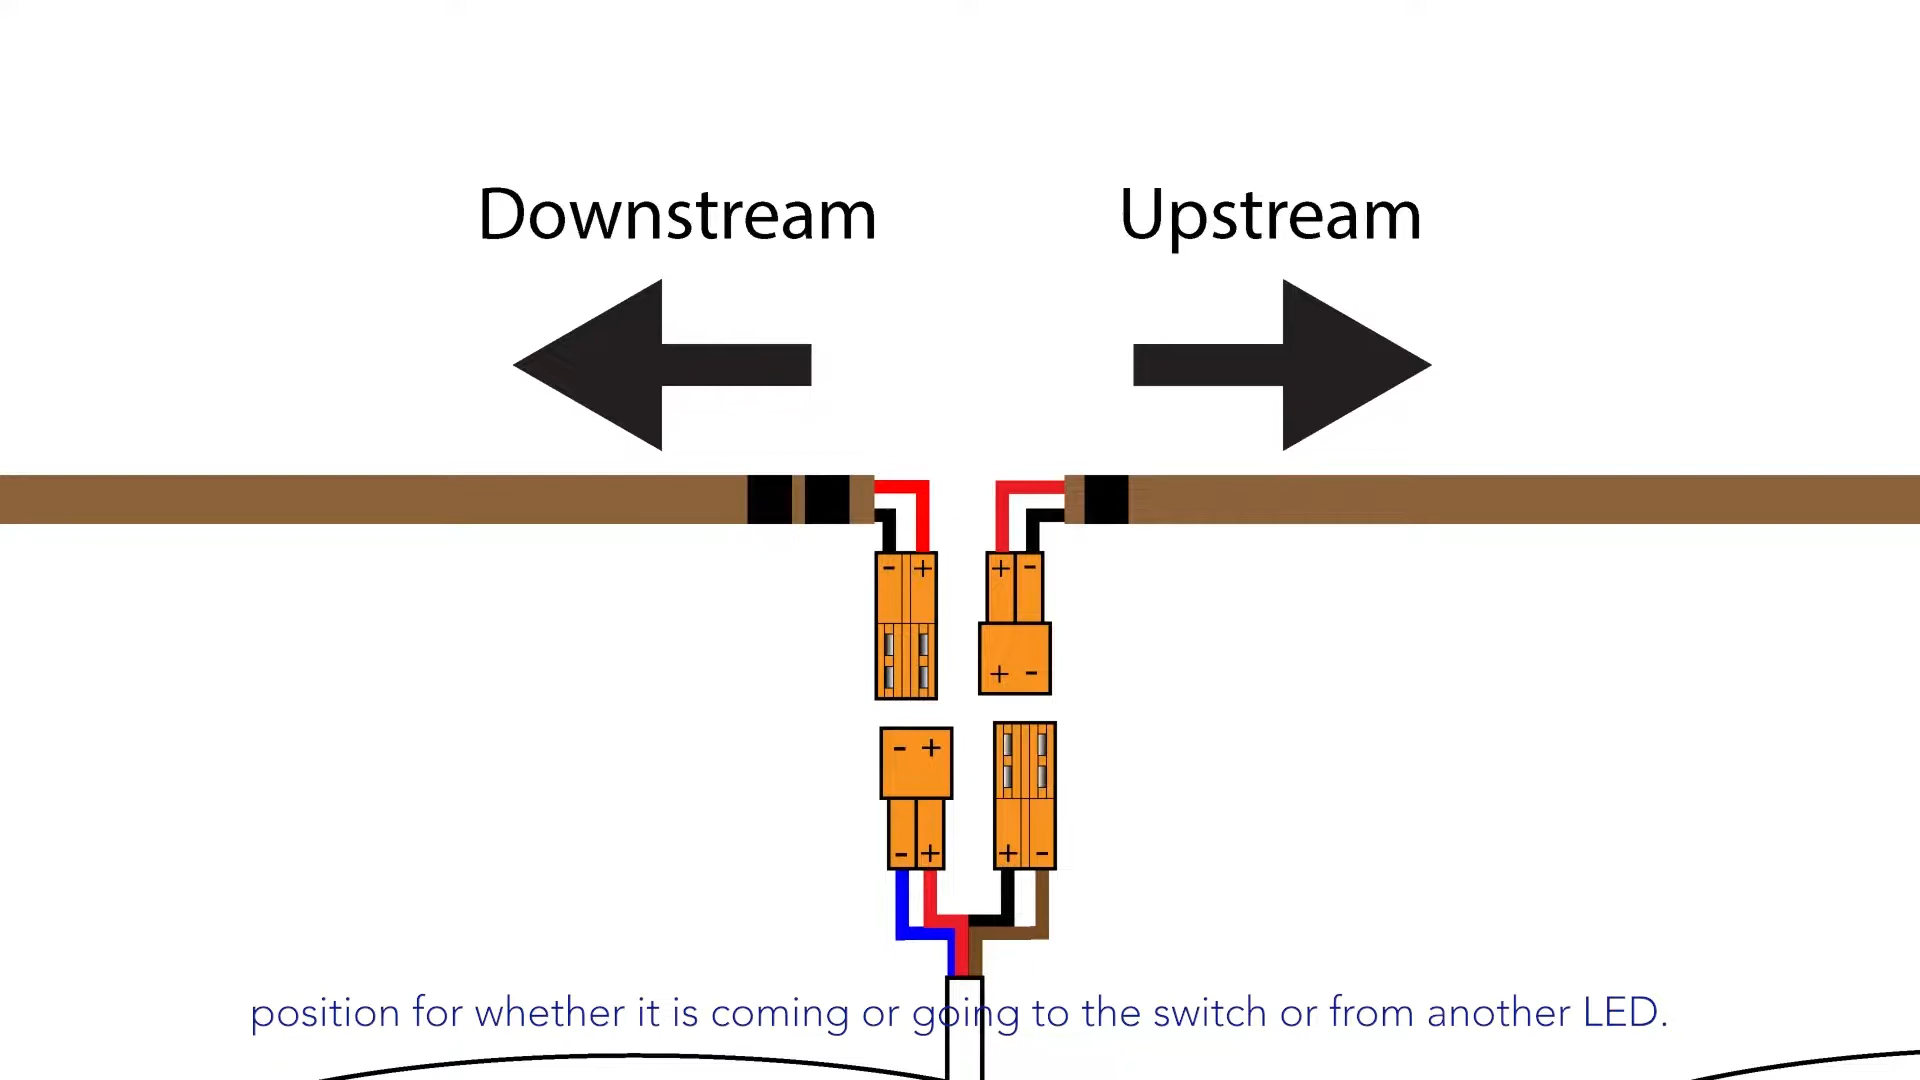 Downstream
Upstream
- +
+ -
+ -
- +
- +
+ -
position for whether it is coming or going to the switch or from another LED.